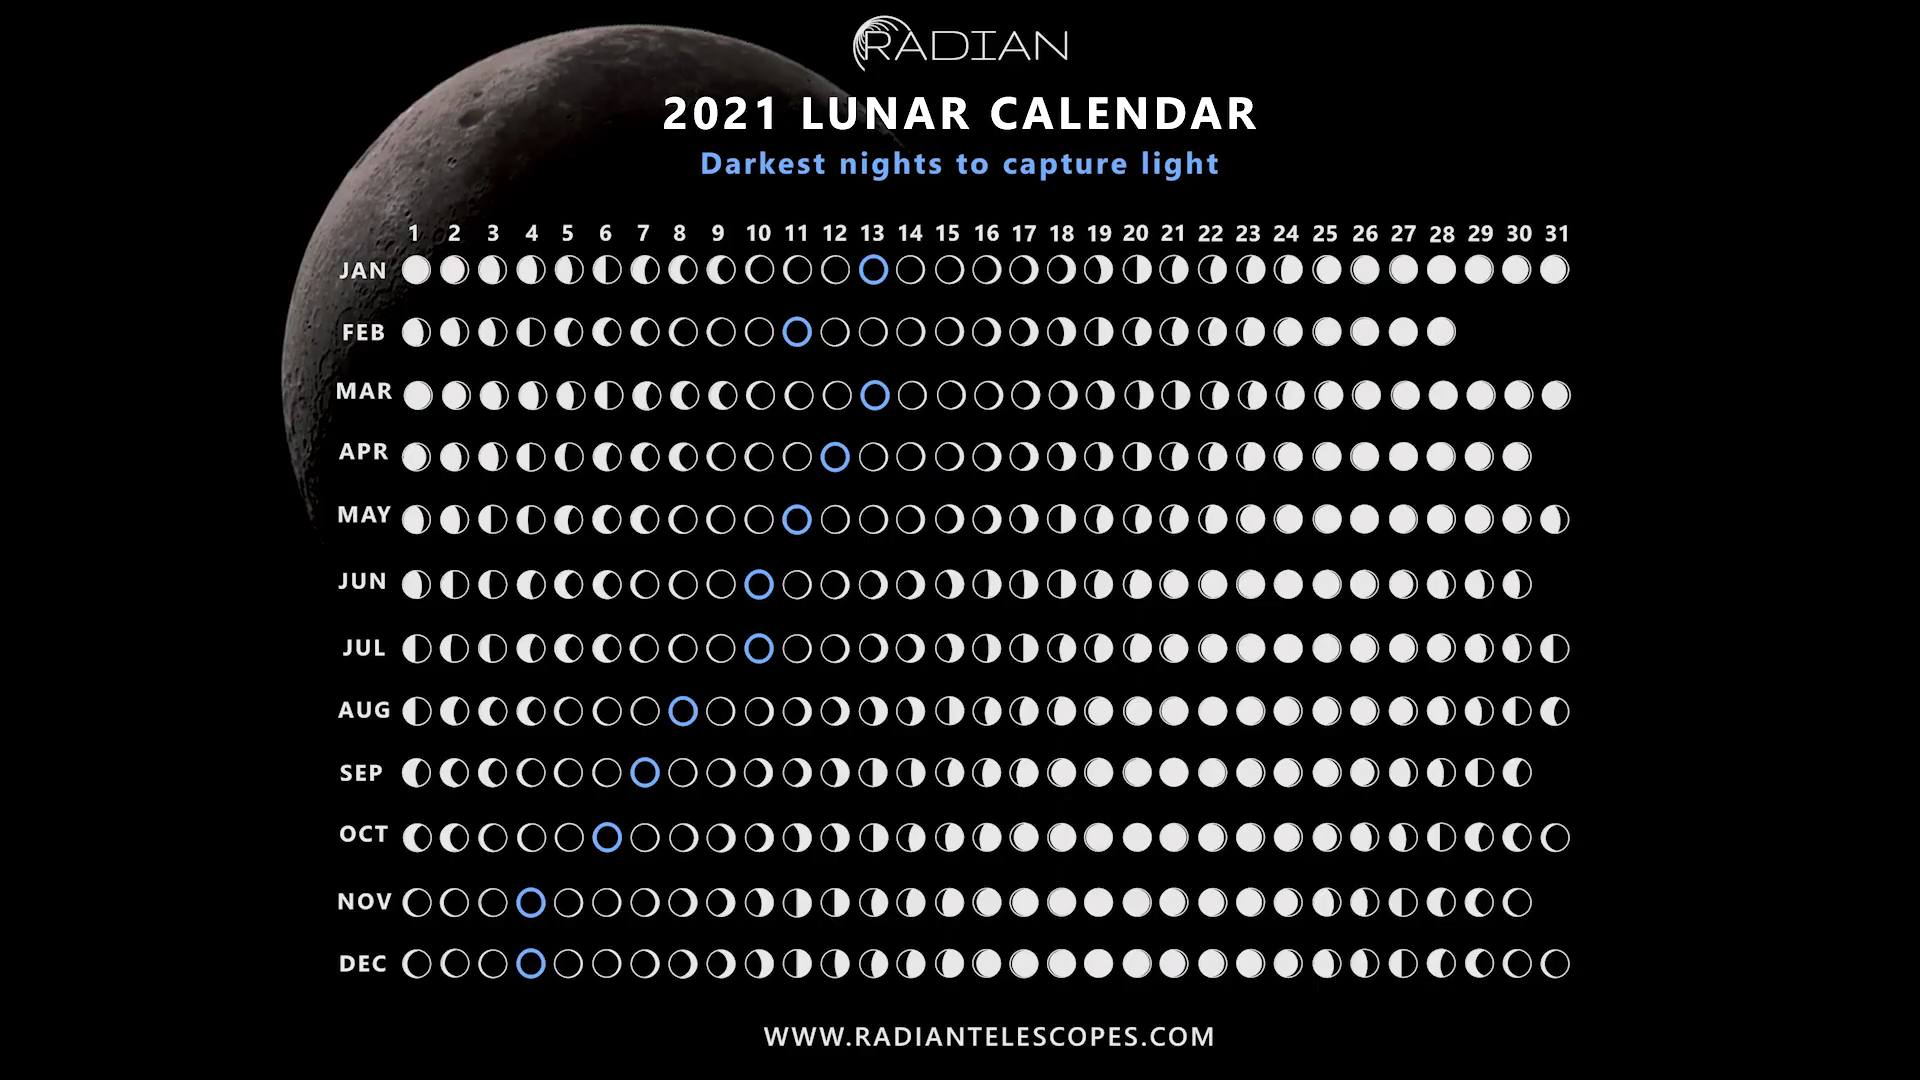 RADIAN
2021 LUNAR CALENDAR
Darkest nights to capture light
1 2 3 4 5 6 7 8 9 10 11 12 13 14 15 16 17 18 19 20 21 22 23 24 25 26 27 28 29 30 31
JAN
FEB
MAR
APR
MAY
JUN
JUL
AUG
SEP
OCT
NOV
DEC
WWW.RADIANTELESCOPES.COM